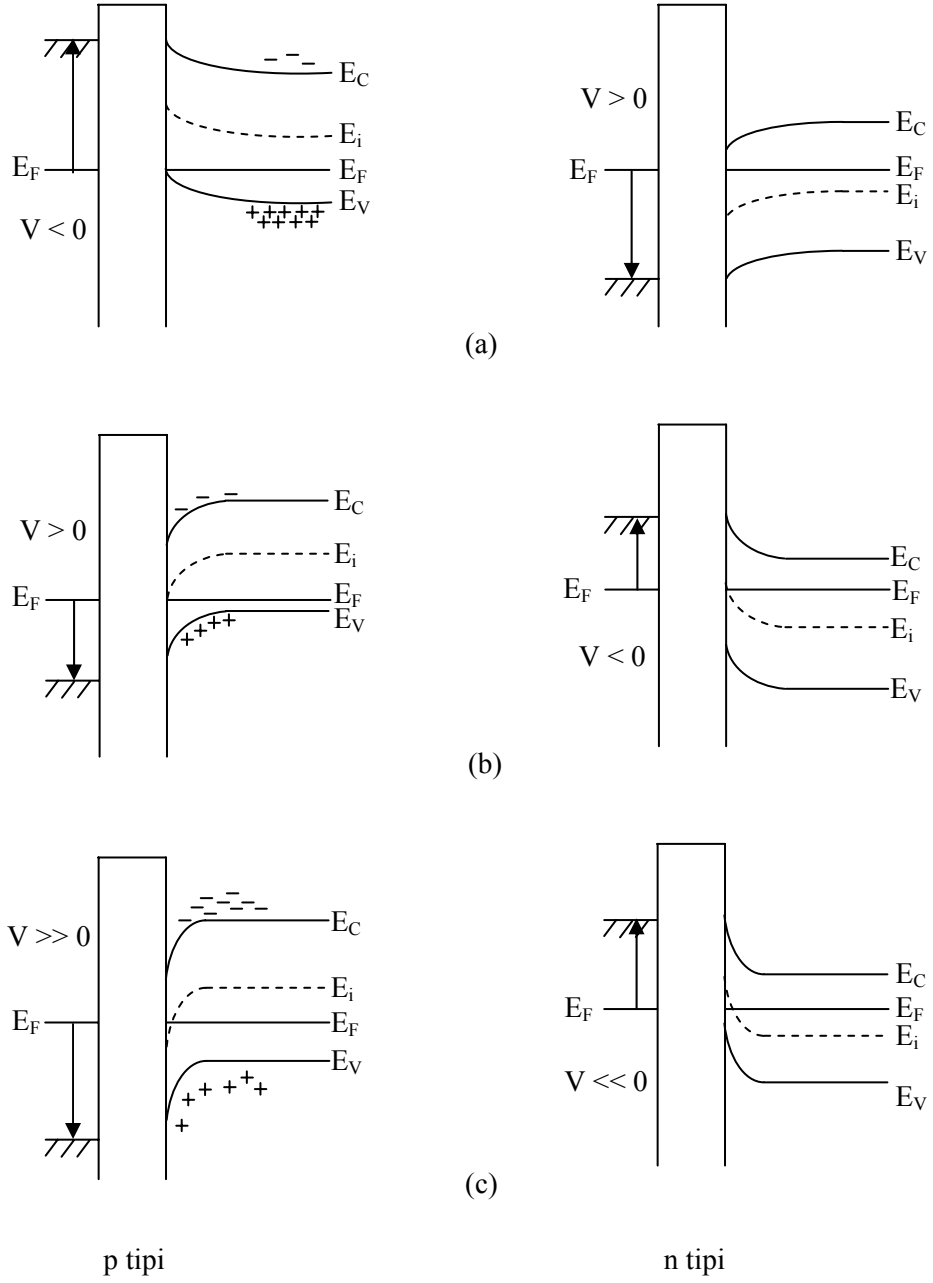 E_C
E_i
E_F E_F
E_V
V < 0
V > 0
E_C
E_F E_F
E_i
E_V
(a)
V > 0
E_C
E_i
E_F E_F
E_V
E_C
E_F E_F
E_i
V < 0
E_V
(b)
V >> 0
E_C
E_i
E_F E_F
E_V
E_C
E_F E_F
E_i
V << 0
E_V
(c)
p tipi n tipi